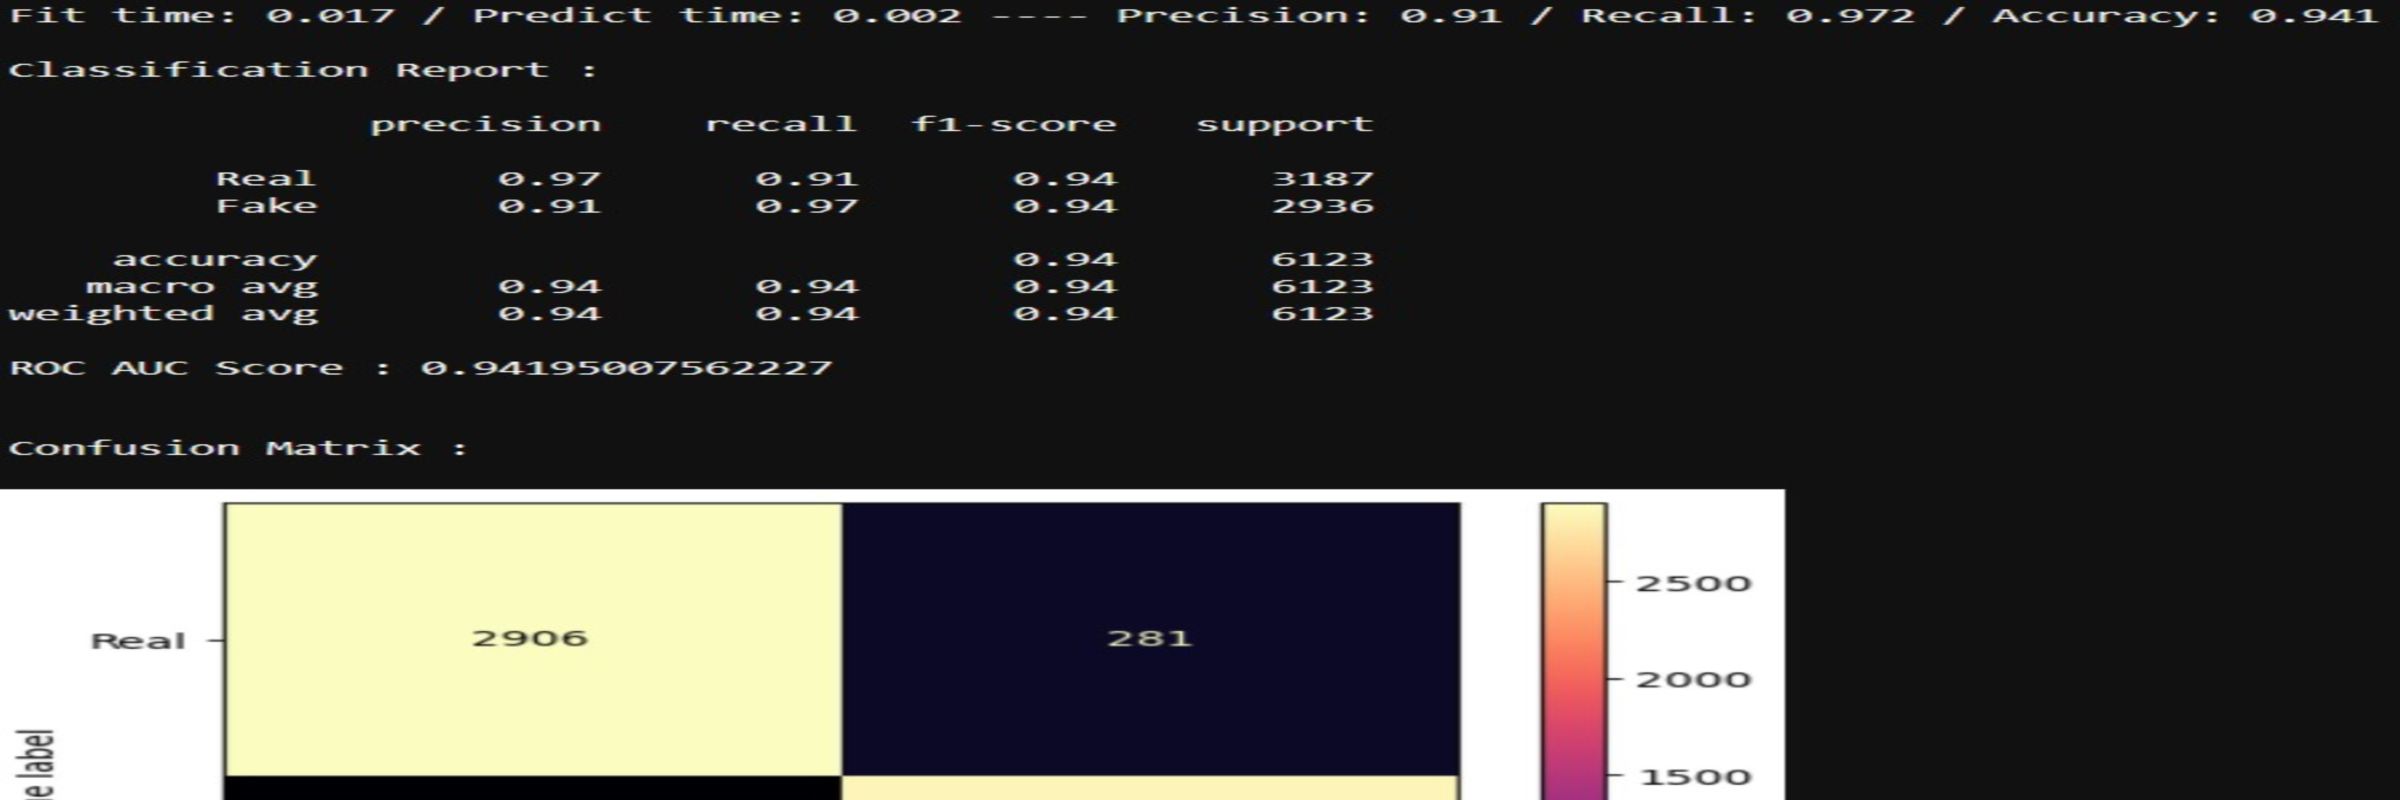 Fit time: 0.017 / Predict time: 0.002 ---- Precision: 0.91 / Recall: 0.972 / Accuracy: 0.941
Classification Report :
precision recall f1-score support
Real 0.97 0.91 0.94 3187
Fake 0.91 0.97 0.94 2936
accuracy 0.94 6123
macro avg 0.94 0.94 0.94 6123
weighted avg 0.94 0.94 0.94 6123
ROC AUC Score : 0.94195007562227
Confusion Matrix :
2500
Real 2906 281
2000
label
1500